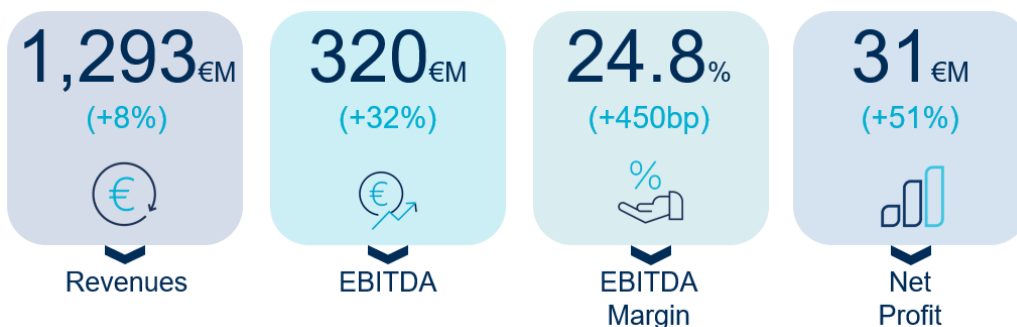 1,293€M
(+8%)
€
Revenues
320€M
(+32%)
€
EBITDA
24.8%
(+450bp)
%
EBITDA
Margin
31€M
(+51%)
Net
Profit